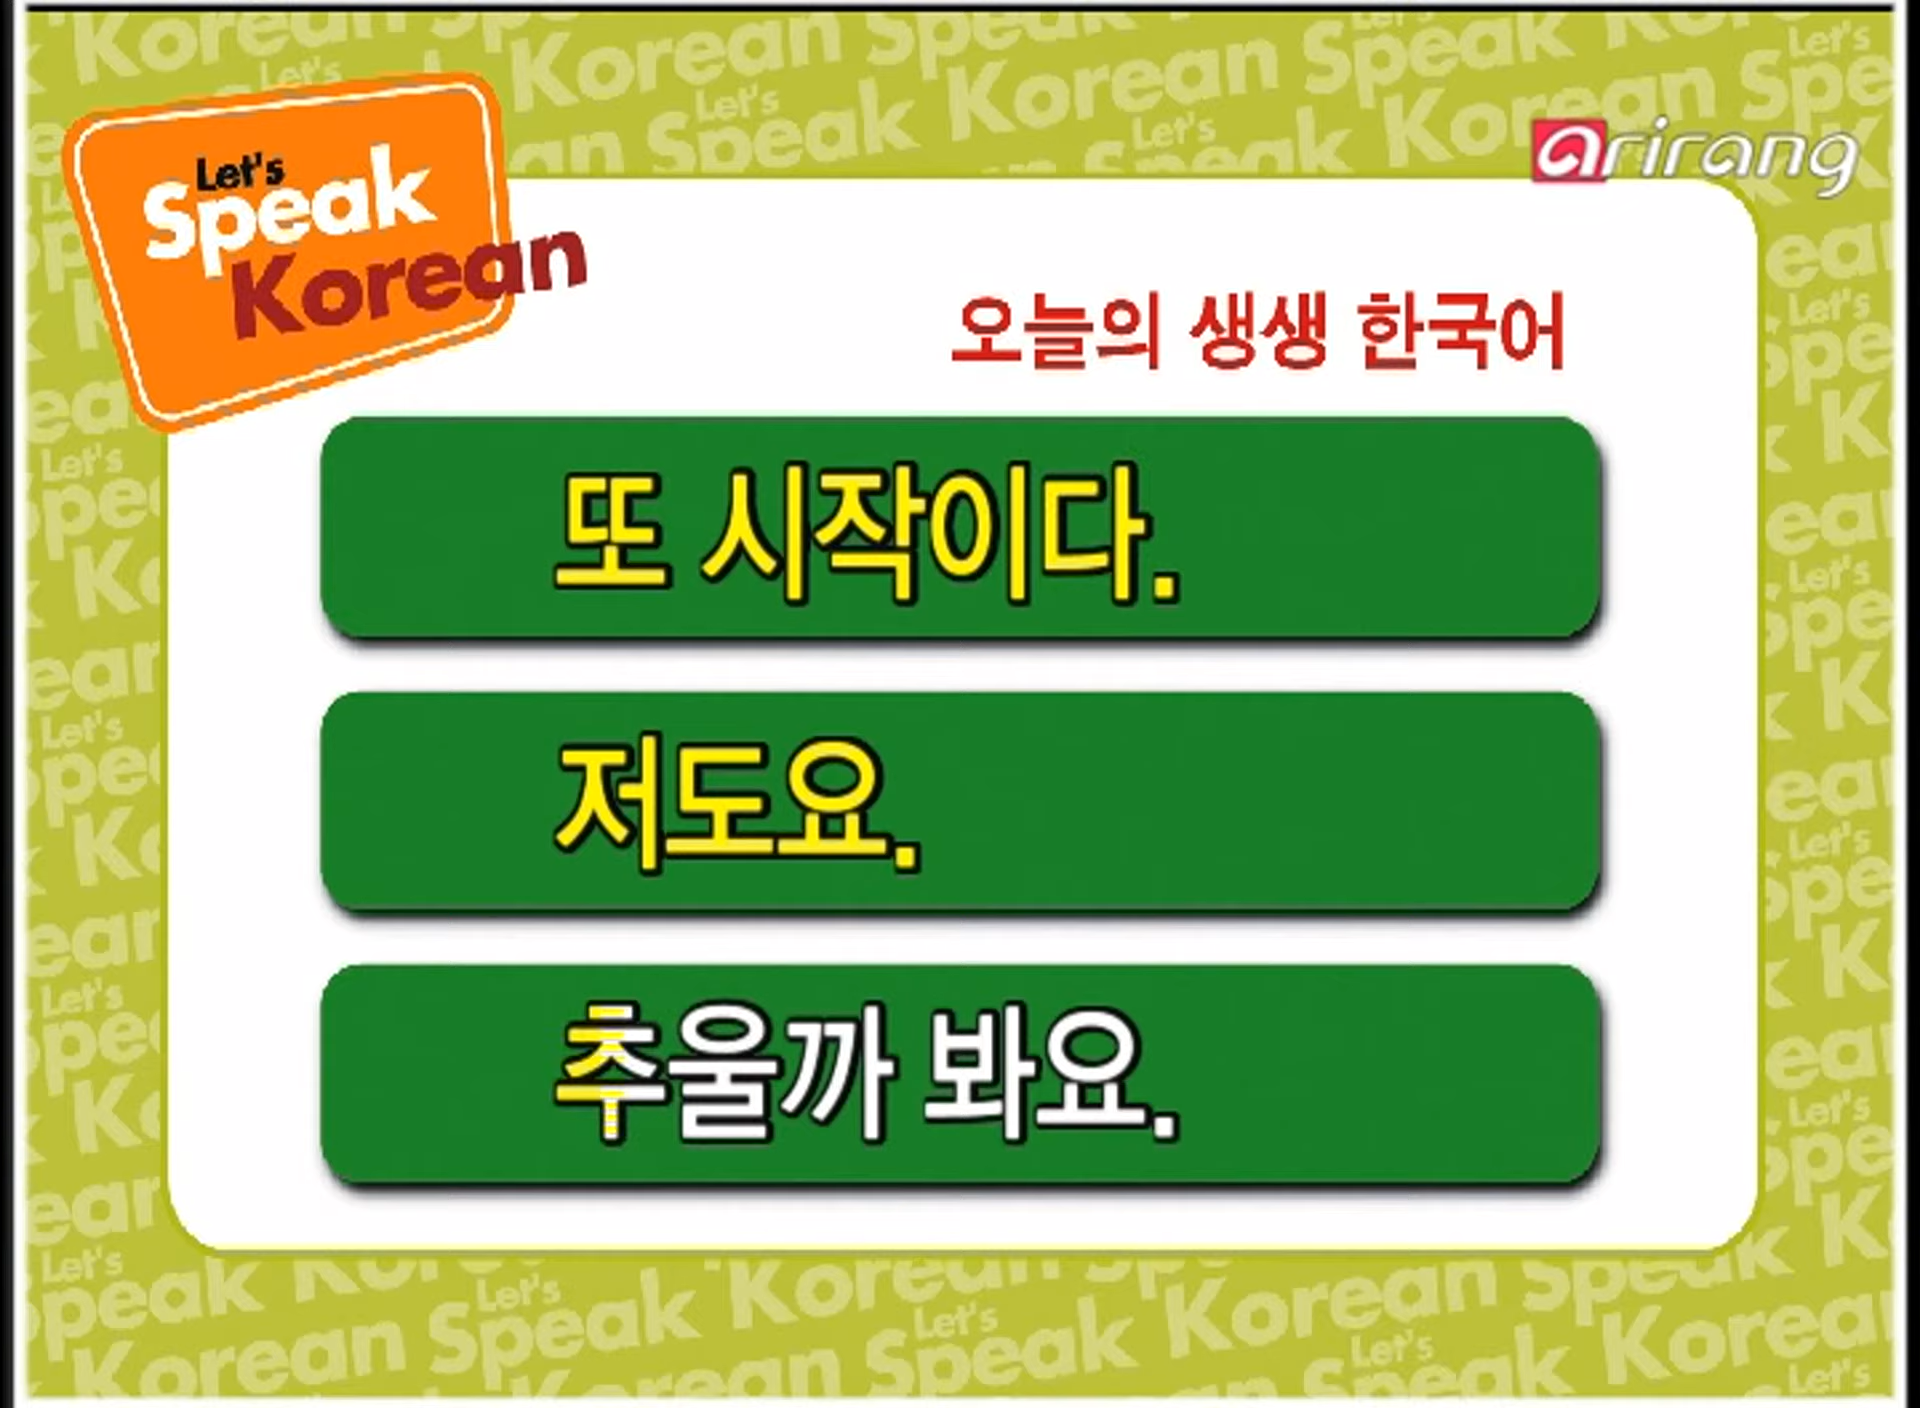 Let's
Speak
Korean
arirang
오늘의 생생 한국어
또 시작이다.
저도요.
추울까 봐요.